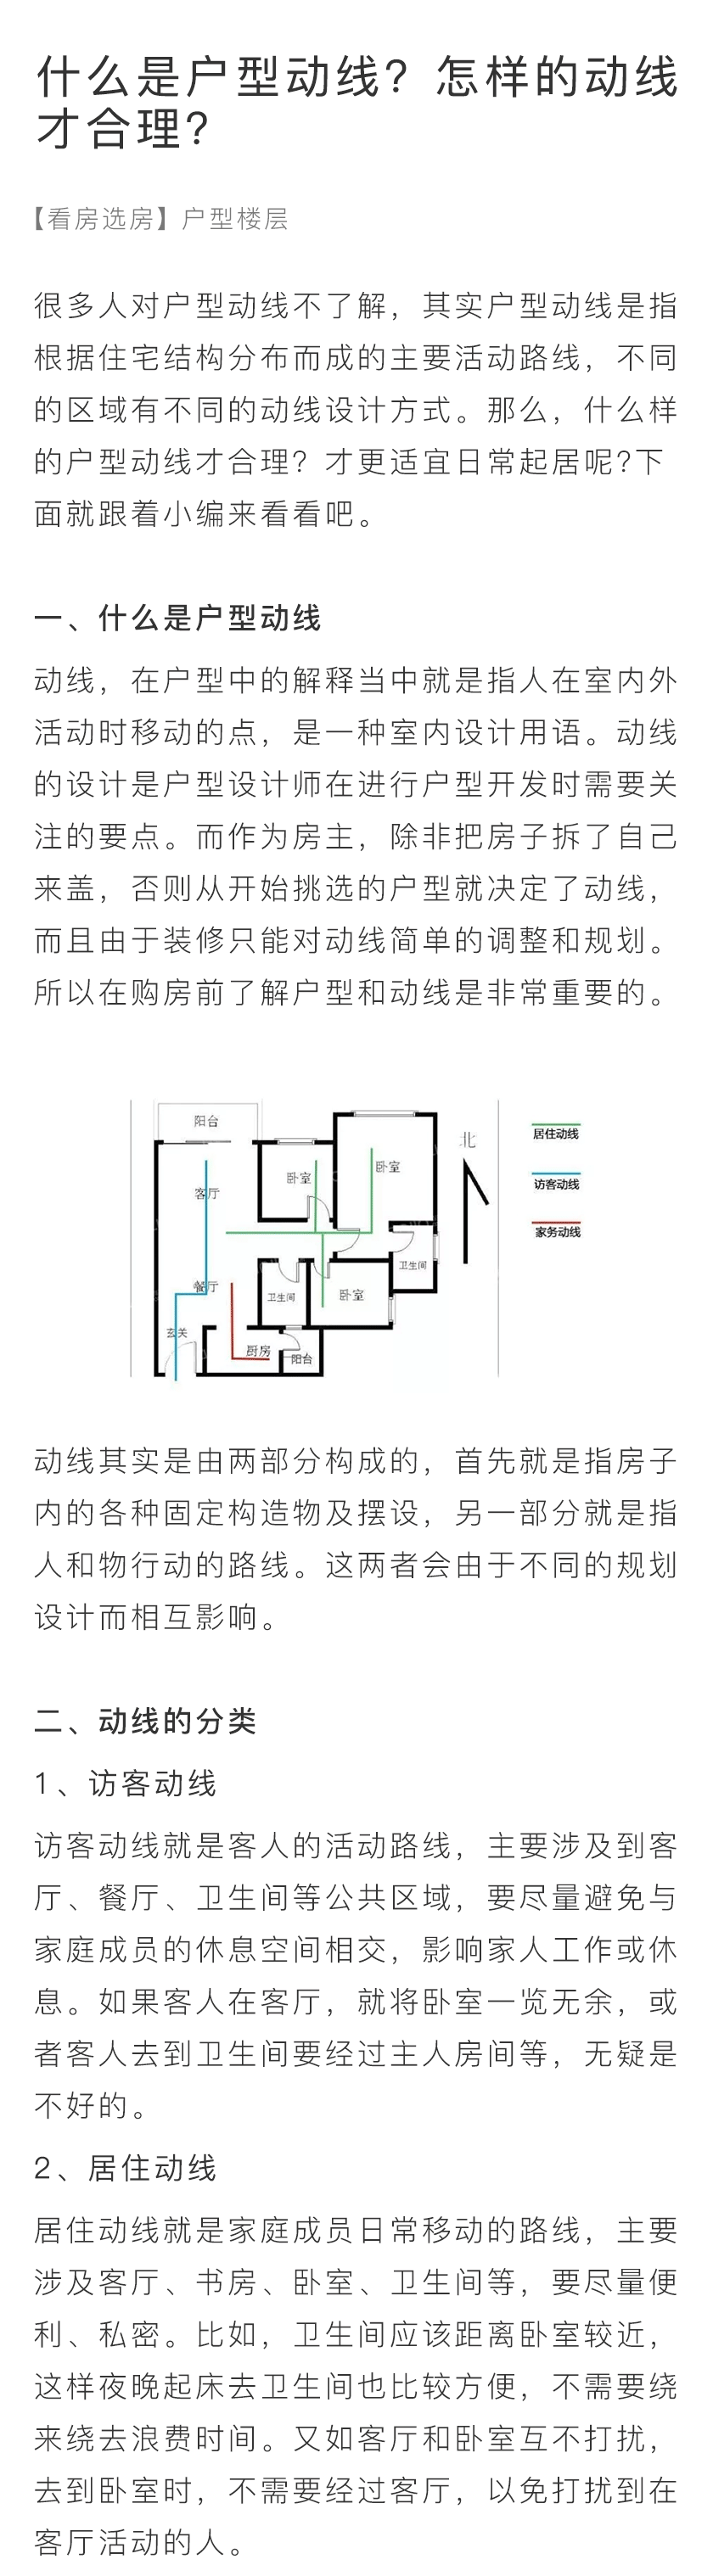 什么是户型动线？怎样的动线
才合理？
【看房选房】户型楼层
很多人对户型动线不了解，其实户型动线是指
根据住宅结构分布而成的主要活动路线，不同
的区域有不同的动线设计方式。那么，什么样
的户型动线才合理？才更适宜日常起居呢?下
面就跟着小编来看看吧。
一、什么是户型动线
动线，在户型中的解释当中就是指人在室内外
活动时移动的点，是一种室内设计用语。动线
的设计是户型设计师在进行户型开发时需要关
注的要点。而作为房主，除非把房子拆了自己
来盖，否则从开始挑选的户型就决定了动线，
而且由于装修只能对动线简单的调整和规划。
所以在购房前了解户型和动线是非常重要的。
阳台
北
居住动线
卧室
卧室
客厅
访客动线
家务动线
卫生间
餐厅
卫生间
卧室
玄关
厨房
阳台
动线其实是由两部分构成的，首先就是指房子
内的各种固定构造物及摆设，另一部分就是指
人和物行动的路线。这两者会由于不同的规划
设计而相互影响。
二、动线的分类
1、访客动线
访客动线就是客人的活动路线，主要涉及到客
厅、餐厅、卫生间等公共区域，要尽量避免与
家庭成员的休息空间相交，影响家人工作或休
息。如果客人在客厅，就将卧室一览无余，或
者客人去到卫生间要经过主人房间等，无疑是
不好的。
2、居住动线
居住动线就是家庭成员日常移动的路线，主要
涉及客厅、书房、卧室、卫生间等，要尽量便
利、私密。比如，卫生间应该距离卧室较近，
这样夜晚起床去卫生间也比较方便，不需要绕
来绕去浪费时间。又如客厅和卧室互不打扰，
去到卧室时，不需要经过客厅，以免打扰到在
客厅活动的人。